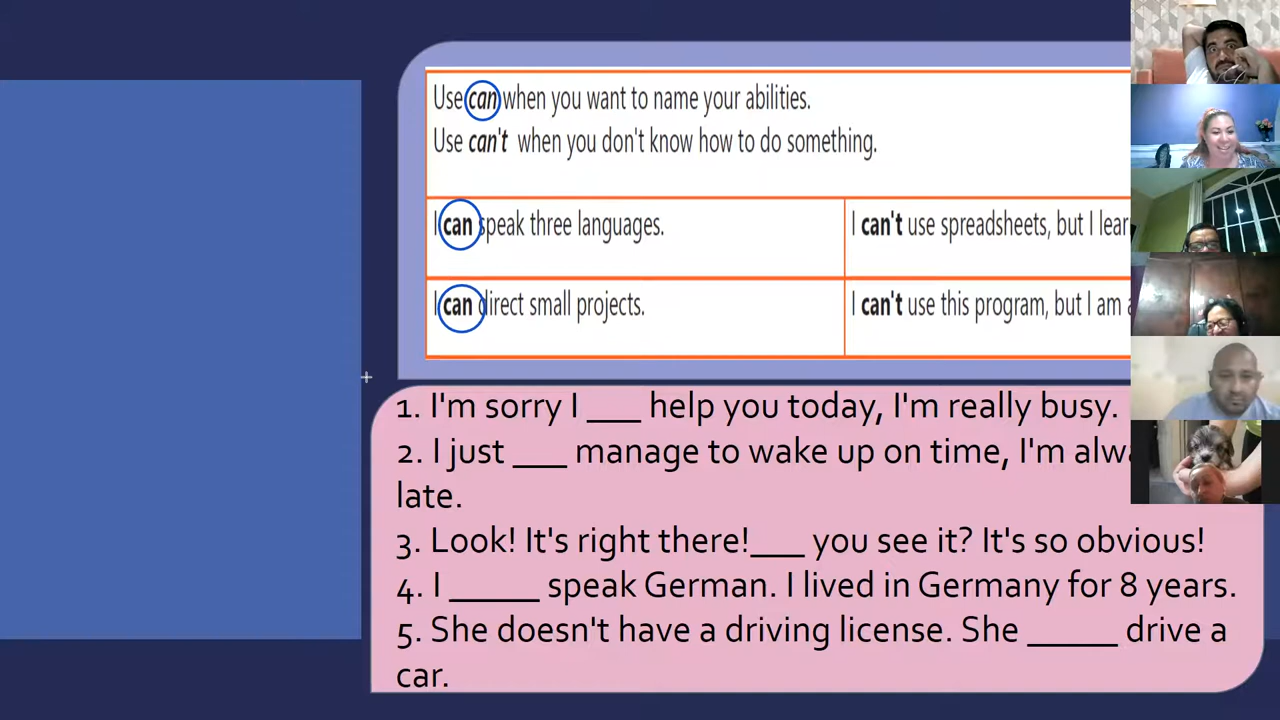 Use can when you want to name your abilities.
Use can't when you don't know how to do something.
I can speak three languages.
I can't use spreadsheets, but I
I can direct small projects.
I can't use this program, but I am
1. I'm sorry I ___ help you today, I'm really busy.
2. I just ___ manage to wake up on time, I'm
late.
3. Look! It's right there!___ you see it? It's so obvious!
4. I _____ speak German. I lived in Germany for 8 years.
5. She doesn't have a driving license. She _____ drive a
car.